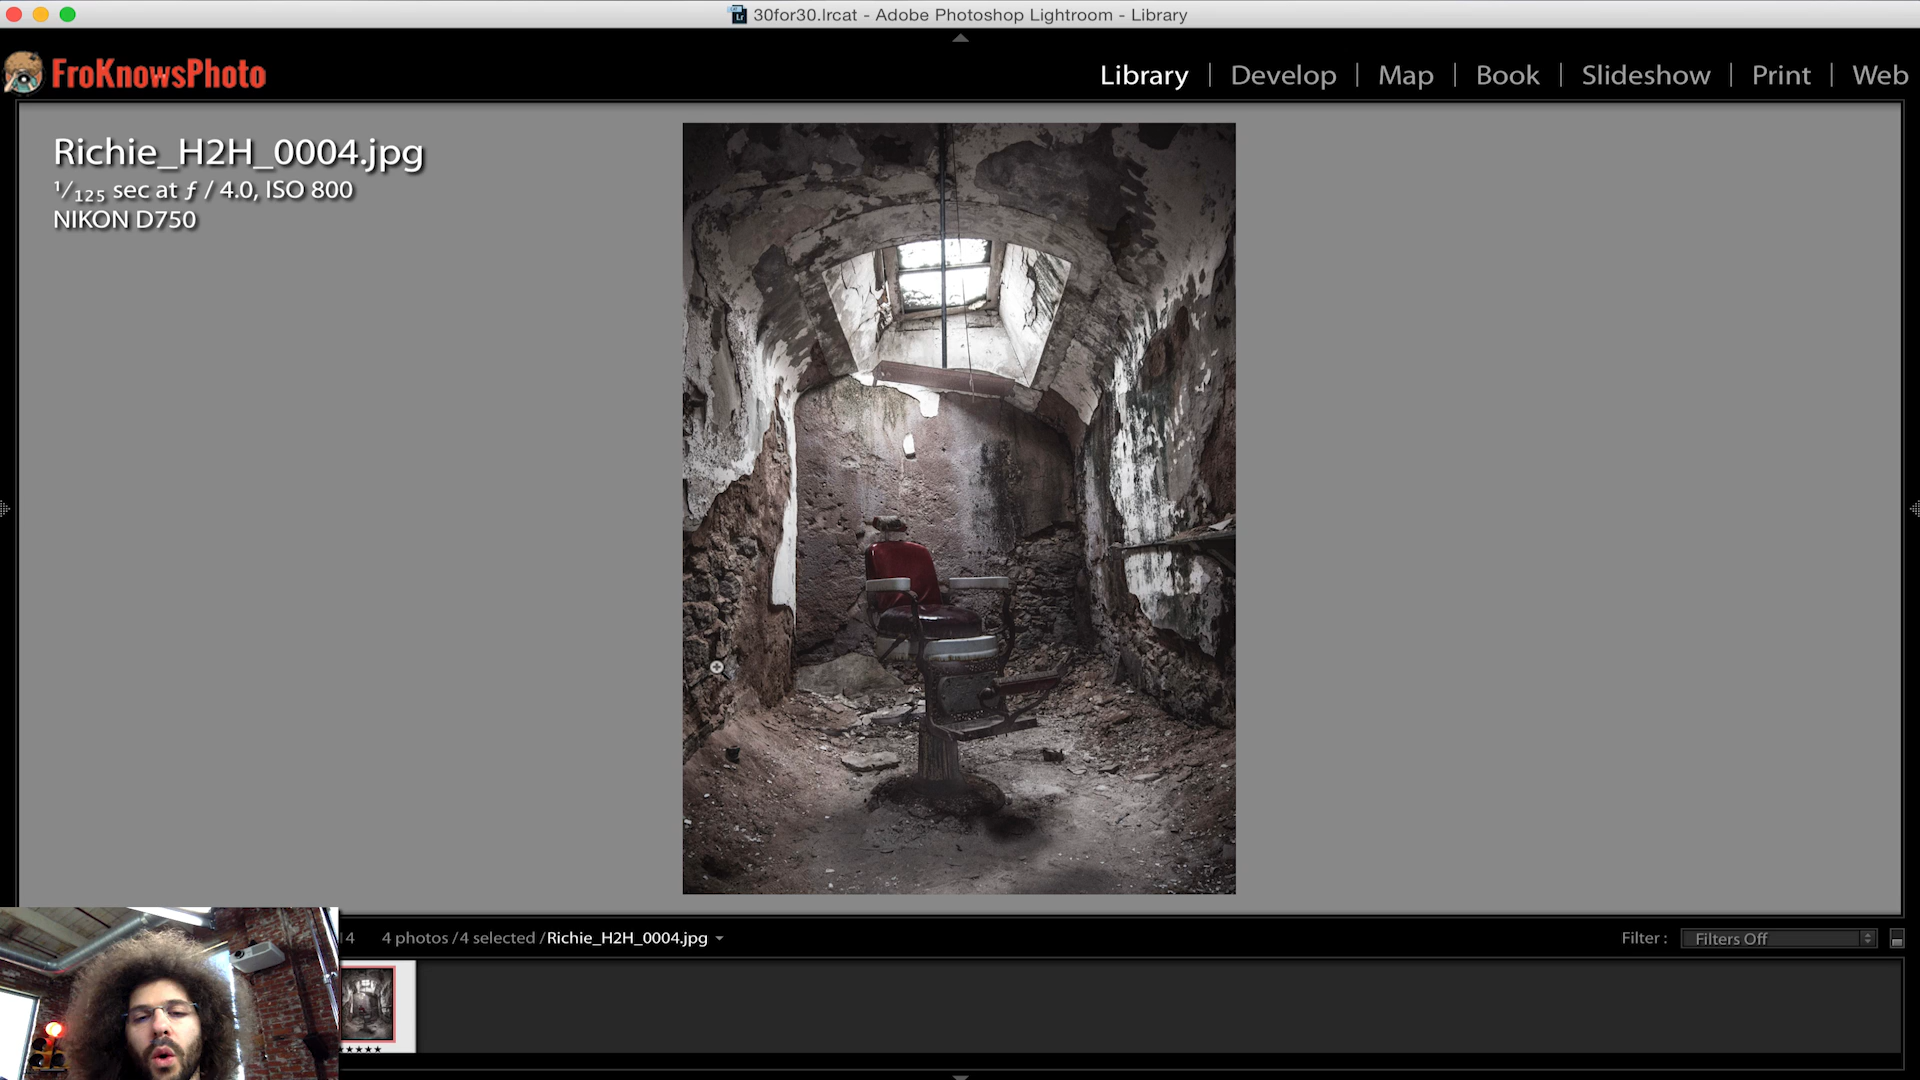 30for30.lrcat - Adobe Photoshop Lightroom - Library
FroKnowsPhoto
Library | Develop | Map | Book | Slideshow | Print | Web
Richie_H2H_0004.jpg
1/125 sec at ƒ / 4.0, ISO 800
NIKON D750
14 4 photos / 4 selected / Richie_H2H_0004.jpg
Filter : Filters Off